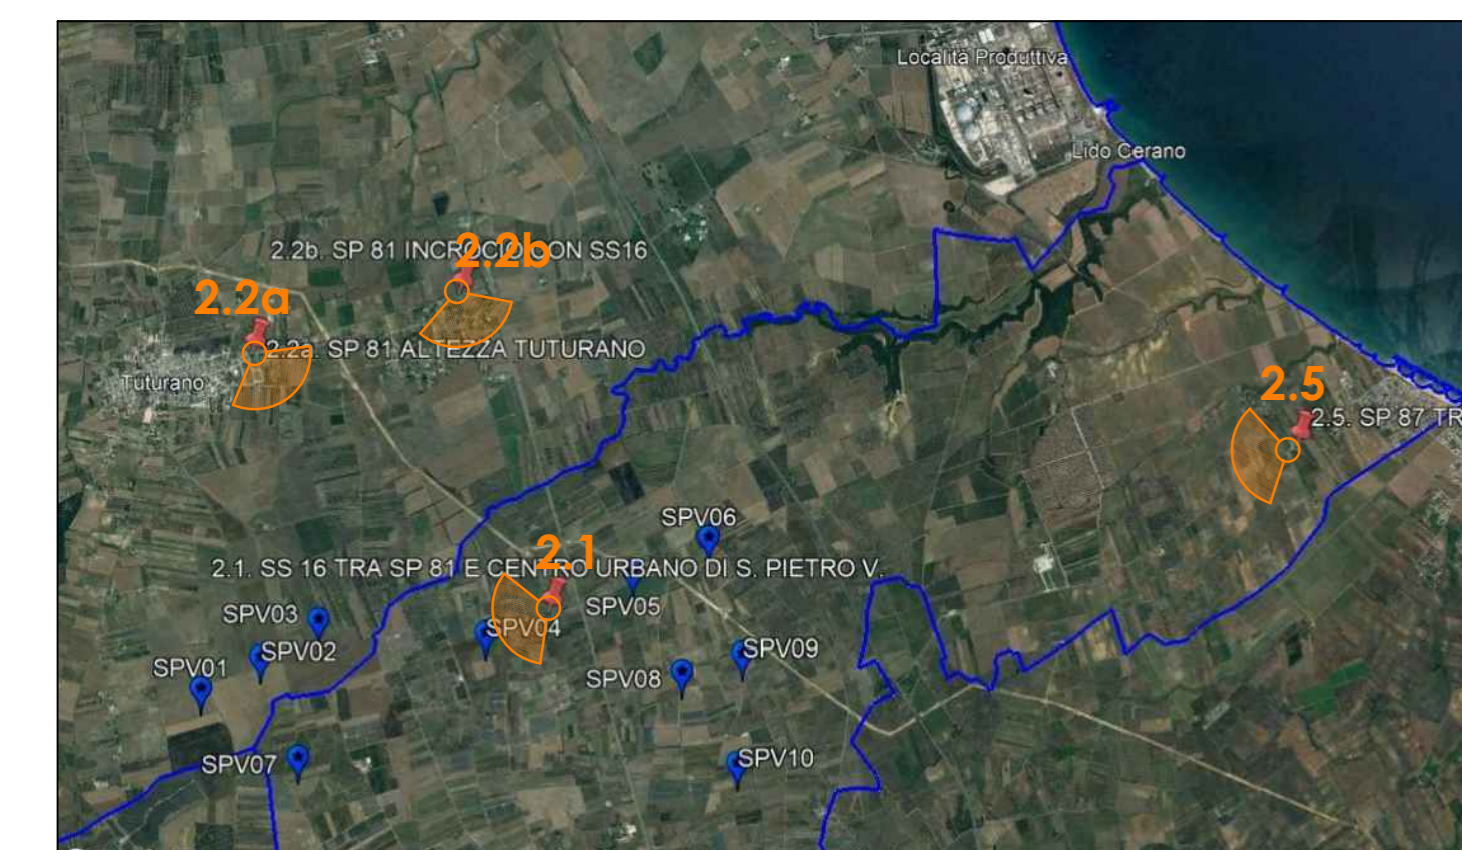 Località Produttiva
Lido Cerano
2.2b. SP 81 INCROCIO CON SS16
2.2b
2.2a
2.2a. SP 81 ALTEZZA TUTURANO
Tuturano
2.5
2.5. SP 87 TR
SPV06
2.1
2.1. SS 16 TRA SP 81 E CENTRO URBANO DI S. PIETRO V.
SPV03
SPV05
SPV04
SPV02
SPV01
SPV09
SPV08
SPV07
SPV10